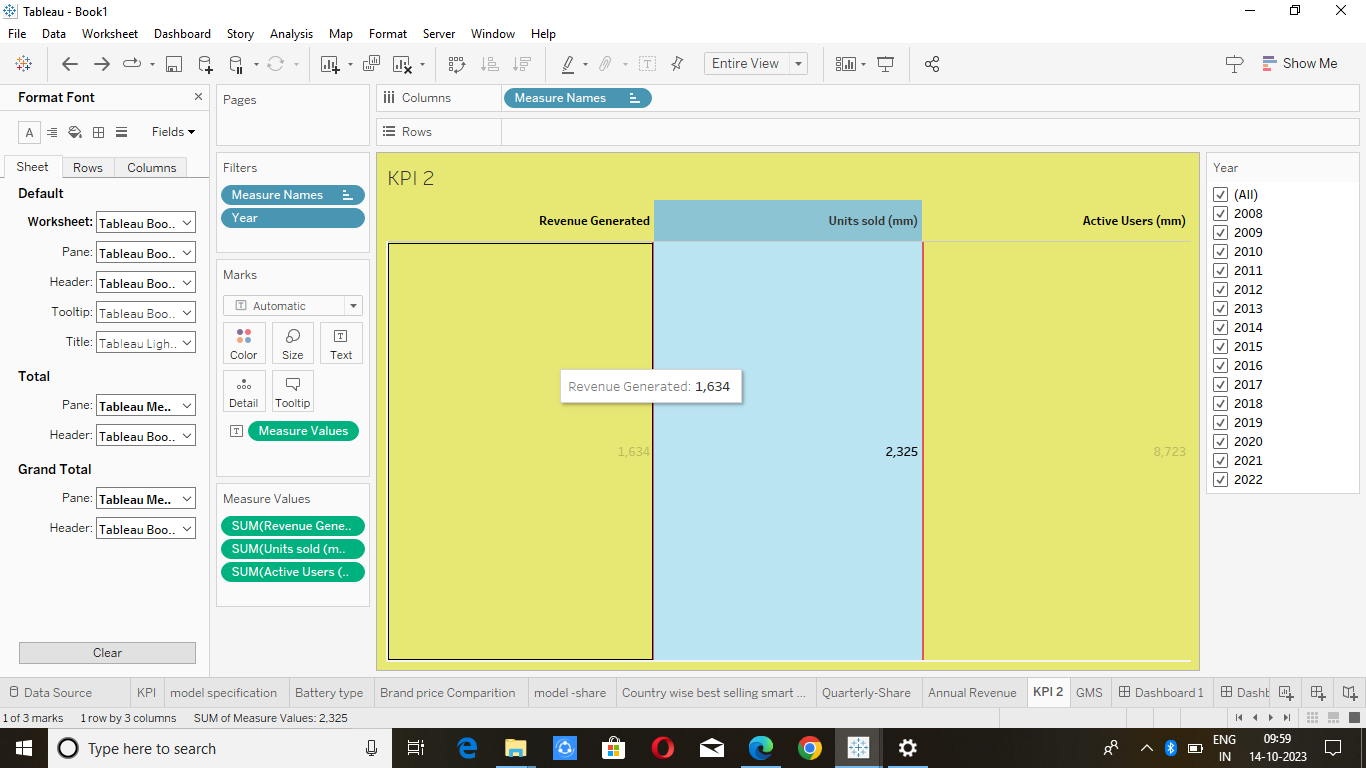 Tableau - Book1
File Data Worksheet Dashboard Story Analysis Map Format Server Window Help
Entire View
Show Me
Format Font
A
Fields
Sheet Rows Columns
Default
Worksheet: Tableau Boo..
Pane: Tableau Boo..
Header: Tableau Boo..
Tooltip: Tableau Boo..
Title: Tableau Ligh..
Total
Pane: Tableau Me..
Header: Tableau Boo..
Grand Total
Pane: Tableau Me..
Header: Tableau Boo..
Clear
Pages
Filters
Measure Names
Year
Marks
T Automatic
Color Size T Text
Detail Tooltip
T Measure Values
Measure Values
SUM(Revenue Gene..
SUM(Units sold (m..
SUM(Active Users (..
Columns Measure Names
Rows
KPI 2
Revenue Generated Units sold (mm) Active Users (mm)
Revenue Generated: 1,634
1,634 2,325 8,723
Year
(All)
2008
2009
2010
2011
2012
2013
2014
2015
2016
2017
2018
2019
2020
2021
2022
Data Source KPI model specification Battery type Brand price Comparition model -share Country wise best selling smart ... Quarterly-Share Annual Revenue KPI 2 GMS Dashboard 1 Dashb
1 of 3 marks 1 row by 3 columns SUM of Measure Values: 2,325
Type here to search
ENG
IN
09:59
14-10-2023